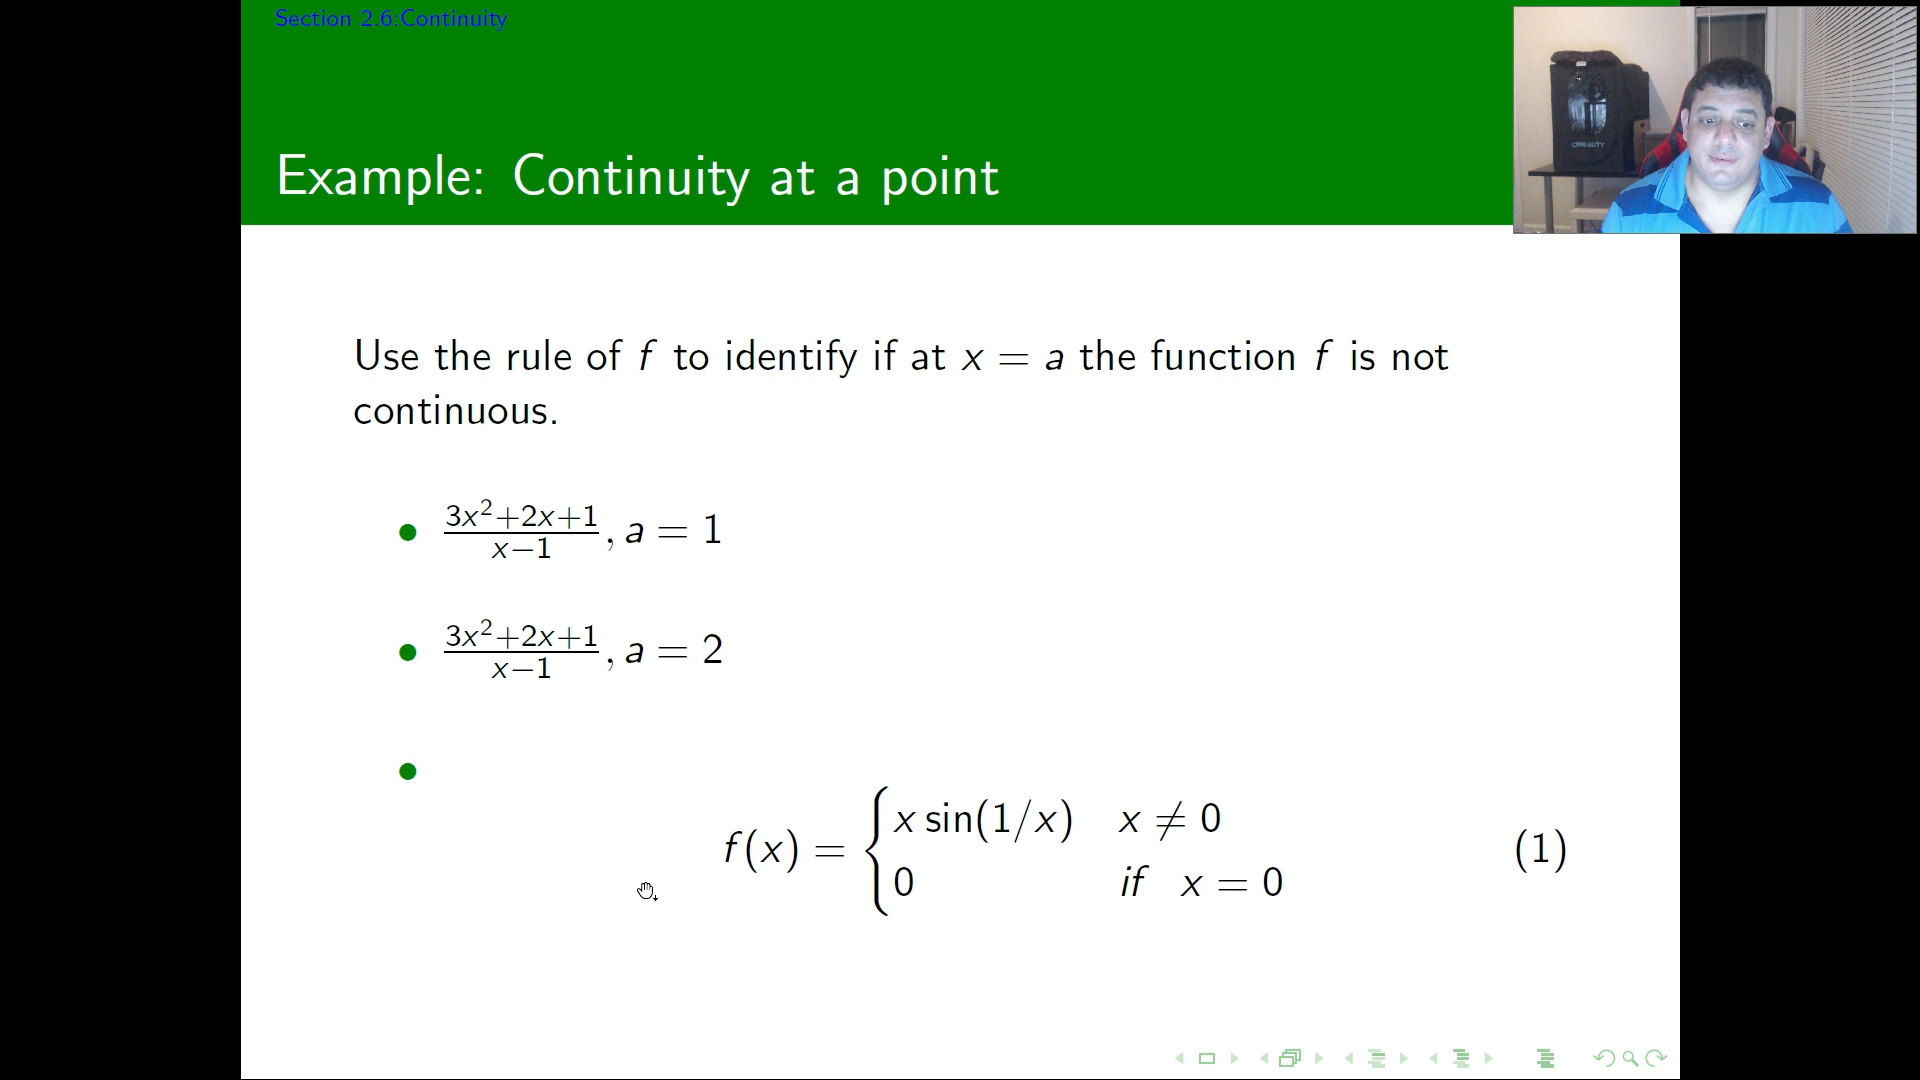 Section 2.6:Continuity
Example: Continuity at a point
CREALITY
Use the rule of f to identify if at x = a the function f is not
continuous.
• (3x²+2x+1)/(x−1), a = 1
• (3x²+2x+1)/(x−1), a = 2
•
f(x) = { x sin(1/x) x ≠ 0
0 if x = 0 (1)